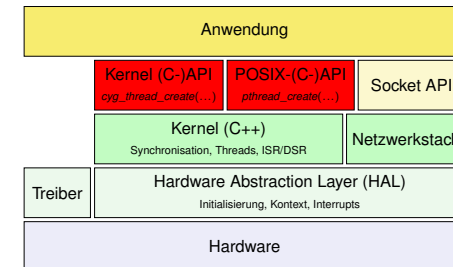 Anwendung
Kernel (C-)API
cyg_thread_create(...)
POSIX-(C-)API
pthread_create(...)
Socket API
Kernel (C++)
Synchronisation, Threads, ISR/DSR
Netzwerkstack
Treiber
Hardware Abstraction Layer (HAL)
Initialisierung, Kontext, Interrupts
Hardware